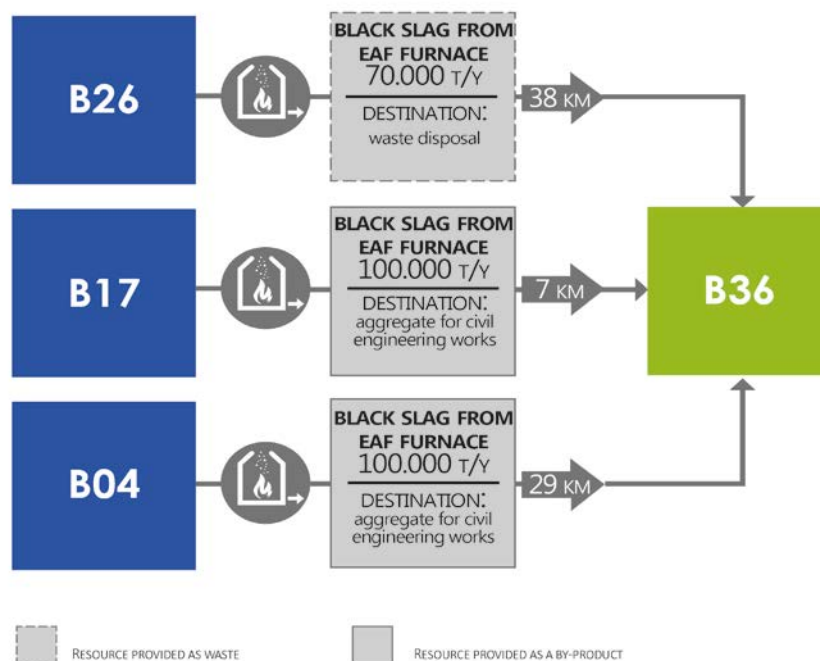 B26
BLACK SLAG FROM
EAF FURNACE
70.000 T/Y
DESTINATION:
waste disposal
38 KM
B17
BLACK SLAG FROM
EAF FURNACE
100.000 T/Y
DESTINATION:
aggregate for civil
engineering works
7 KM
B36
B04
BLACK SLAG FROM
EAF FURNACE
100.000 T/Y
DESTINATION:
aggregate for civil
engineering works
29 KM
RESOURCE PROVIDED AS WASTE
RESOURCE PROVIDED AS A BY-PRODUCT